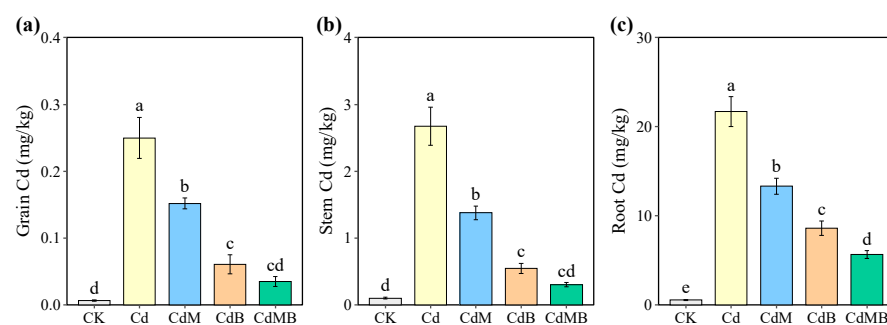 (a)
Grain Cd (mg/kg)
0.4
0.3
0.2
0.1
0.0
d
a
b
c
cd
CK Cd CdM CdB CdMB
(b)
Stem Cd (mg/kg)
4
3
2
1
0
d
a
b
c
cd
CK Cd CdM CdB CdMB
(c)
Root Cd (mg/kg)
30
20
10
0
e
a
b
c
d
CK Cd CdM CdB CdMB